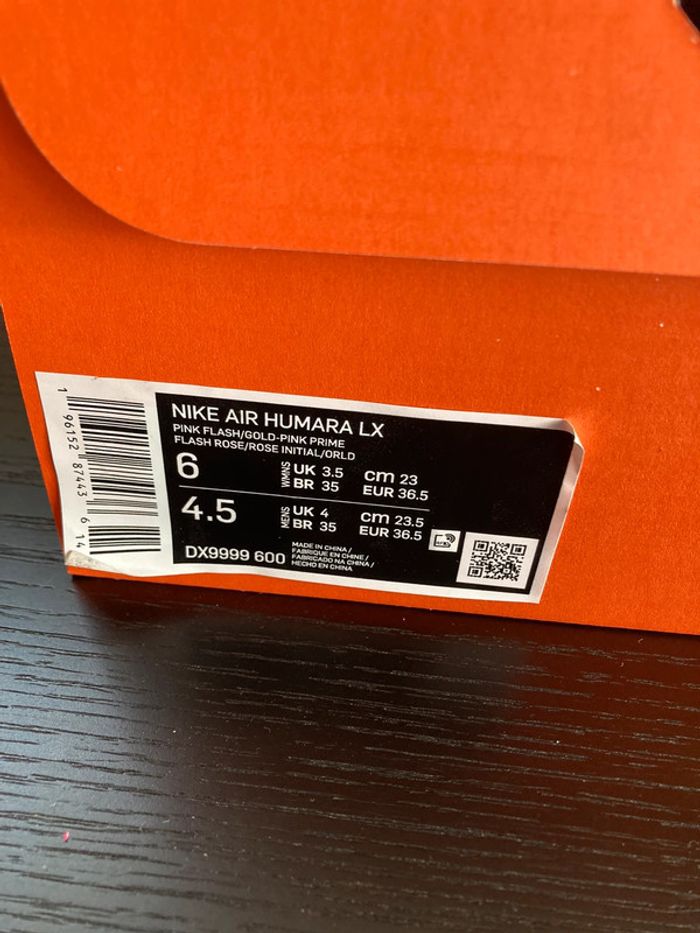 NIKE AIR HUMARA LX
PINK FLASH/GOLD-PINK PRIME
FLASH ROSE/ROSE INITIAL/ORLD
6 WMNS UK 3.5 cm 23
BR 35 EUR 36.5
4.5 MENS UK 4 cm 23.5
BR 35 EUR 36.5
DX9999 600
MADE IN CHINA /
FABRIQUE EN CHINE /
FABRICADO NA CHINA /
HECHO EN CHINA
1 96152 87443 6 14